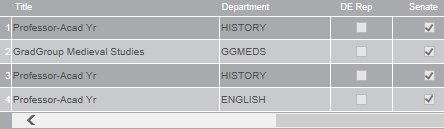 Title Department DE Rep Senate
1 Professor-Acad Yr HISTORY
2 GradGroup Medieval Studies GGMEDS
3 Professor-Acad Yr HISTORY
4 Professor-Acad Yr ENGLISH